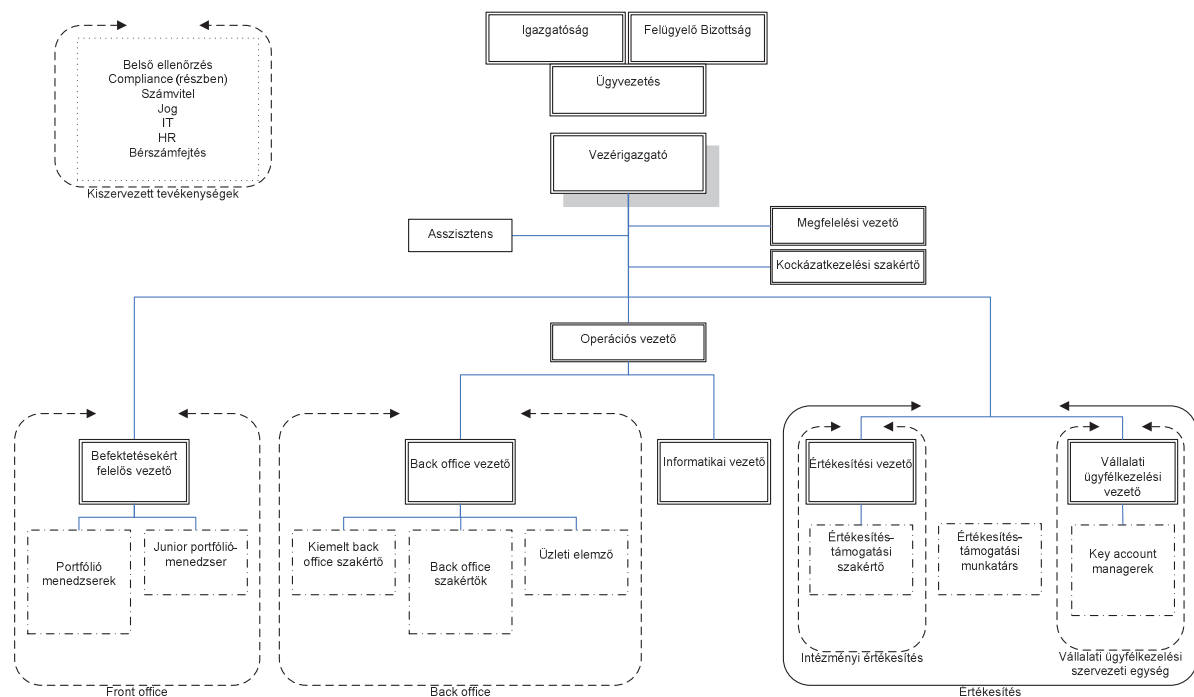 Igazgatóság
Felügyelő Bizottság
Ügyvezetés
Belső ellenőrzés
Compliance (részben)
Számvitel
Jog
IT
HR
Bérszámfejtés
Kiszervezett tevékenységek
Vezérigazgató
Asszisztens
Megfelelési vezető
Kockázatkezelési szakértő
Operációs vezető
Befektetésekért
felelős vezető
Back office vezető
Informatikai vezető
Értékesítési vezető
Vállalati
ügyfélkezelési
vezető
Portfólió
menedzserek
Junior portfólió-
menedzser
Kiemelt back
office szakértő
Back office
szakértők
Üzleti elemző
Értékesítés-
támogatási
szakértő
Értékesítés-
támogatási
munkatárs
Key account
managerek
Intézményi értékesítés
Vállalati ügyfélkezelési
szervezeti egység
Front office
Back office
Értékesítés